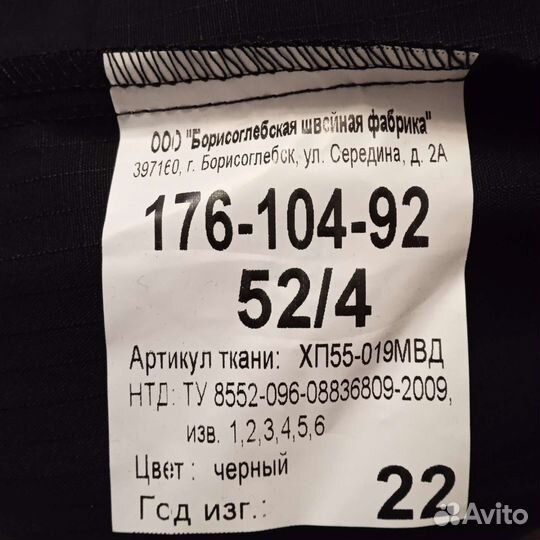 ООО "Борисоглебская швейная фабрика"
397160, г. Борисоглебск, ул. Середина, д. 2А
176-104-92
52/4
Артикул ткани: ХП55-019МВД
НТД: ТУ 8552-096-08836809-2009,
изв. 1,2,3,4,5,6
Цвет: черный
Год изг.: 22
Avito